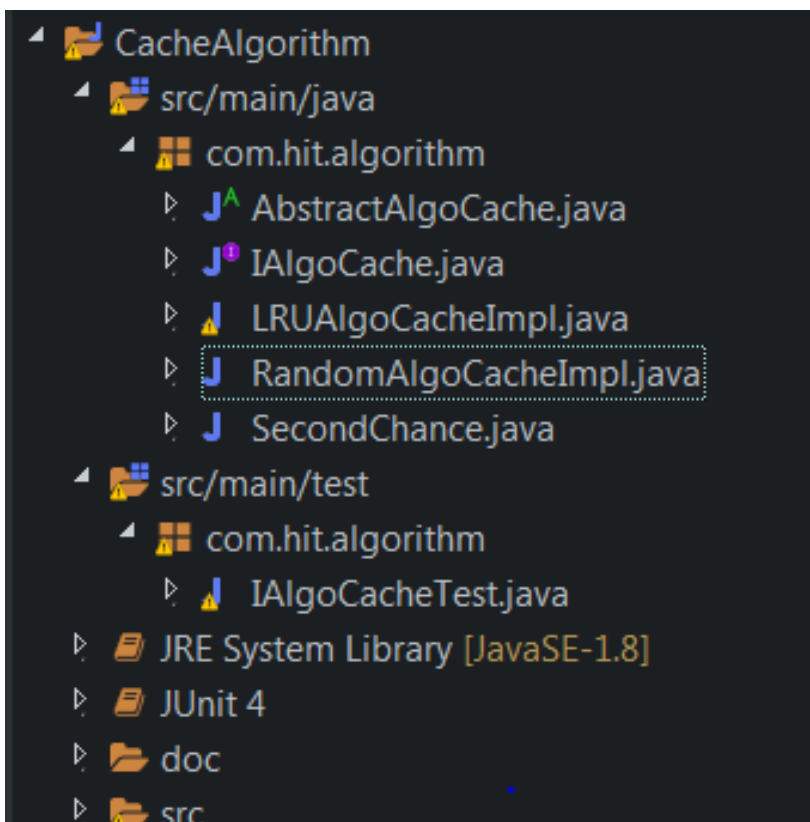 CacheAlgorithm
src/main/java
com.hit.algorithm
AbstractAlgoCache.java
IAlgoCache.java
LRUAlgoCacheImpl.java
RandomAlgoCacheImpl.java
SecondChance.java
src/main/test
com.hit.algorithm
IAlgoCacheTest.java
JRE System Library [JavaSE-1.8]
JUnit 4
doc
src